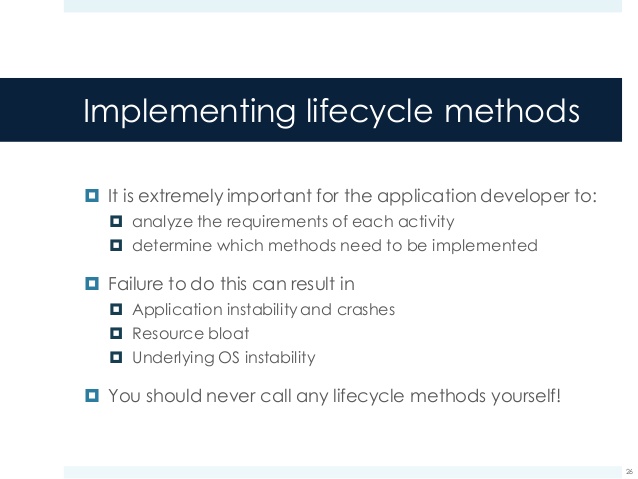 Implementing lifecycle methods
It is extremely important for the application developer to:
analyze the requirements of each activity
determine which methods need to be implemented
Failure to do this can result in
Application instability and crashes
Resource bloat
Underlying OS instability
You should never call any lifecycle methods yourself!
26